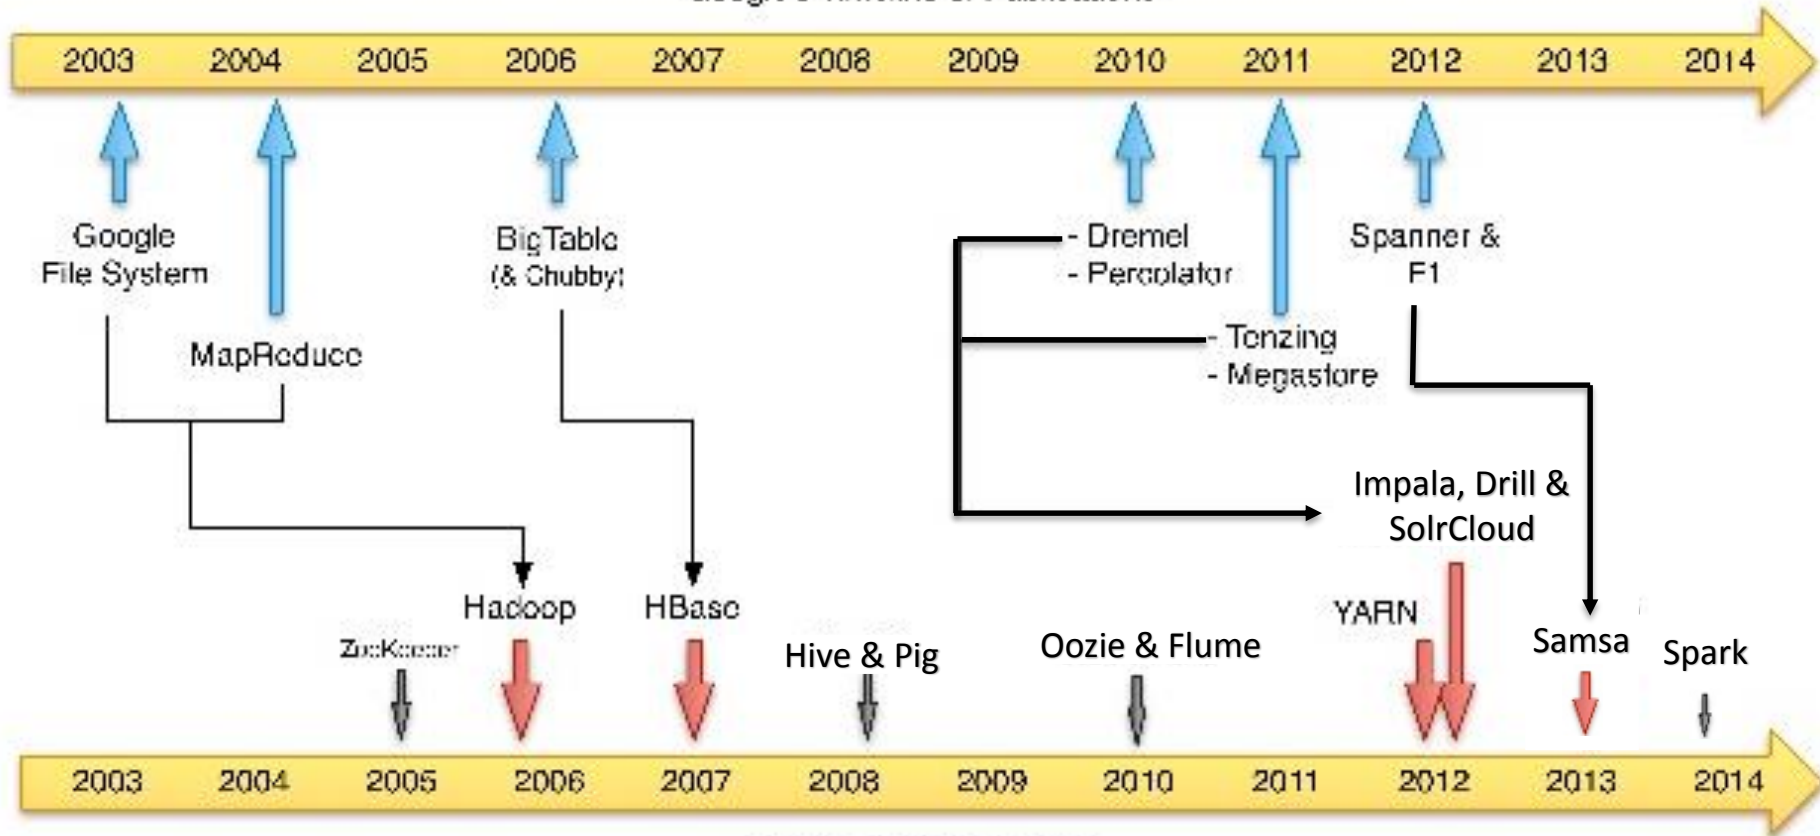 2003 2004 2005 2006 2007 2008 2009 2010 2011 2012 2013 2014
Google
File System
MapReduce
BigTable
(& Chubby)
- Dremel
- Percolator
- Tenzing
- Megastore
Spanner &
F1
Impala, Drill &
SolrCloud
ZooKeeper
Hadoop
HBase
Hive & Pig
Oozie & Flume
YARN
Samsa
Spark
2003 2004 2005 2006 2007 2008 2009 2010 2011 2012 2013 2014